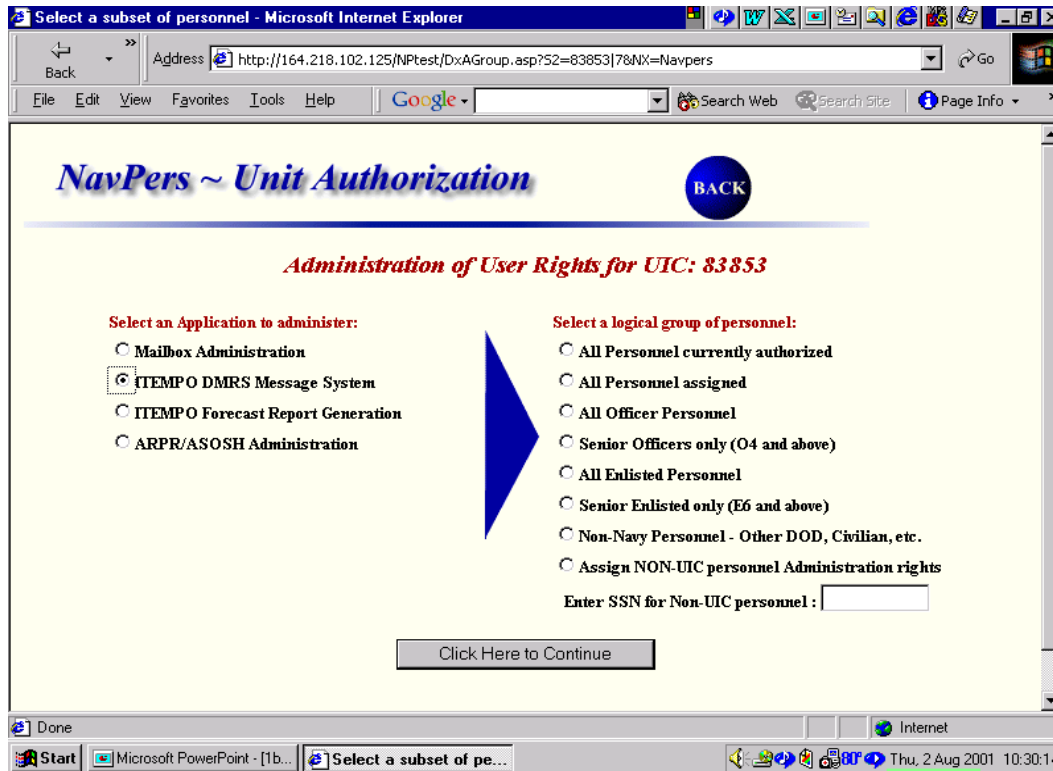 Select a subset of personnel - Microsoft Internet Explorer
Back
Address http://164.218.102.125/NPtest/DxAGroup.asp?S2=83853|7&NX=Navpers
Go
File Edit View Favorites Tools Help
Google
Search Web
Search Site
Page Info
NavPers ~ Unit Authorization
BACK
Administration of User Rights for UIC: 83853
Select an Application to administer:
Mailbox Administration
ITEMPO DMRS Message System
ITEMPO Forecast Report Generation
ARPR/ASOSH Administration
Select a logical group of personnel:
All Personnel currently authorized
All Personnel assigned
All Officer Personnel
Senior Officers only (O4 and above)
All Enlisted Personnel
Senior Enlisted only (E6 and above)
Non-Navy Personnel - Other DOD, Civilian, etc.
Assign NON-UIC personnel Administration rights
Enter SSN for Non-UIC personnel :
Click Here to Continue
Done
Internet
Start
Microsoft PowerPoint - [1b...
Select a subset of pe...
80° Thu, 2 Aug 2001 10:30:1